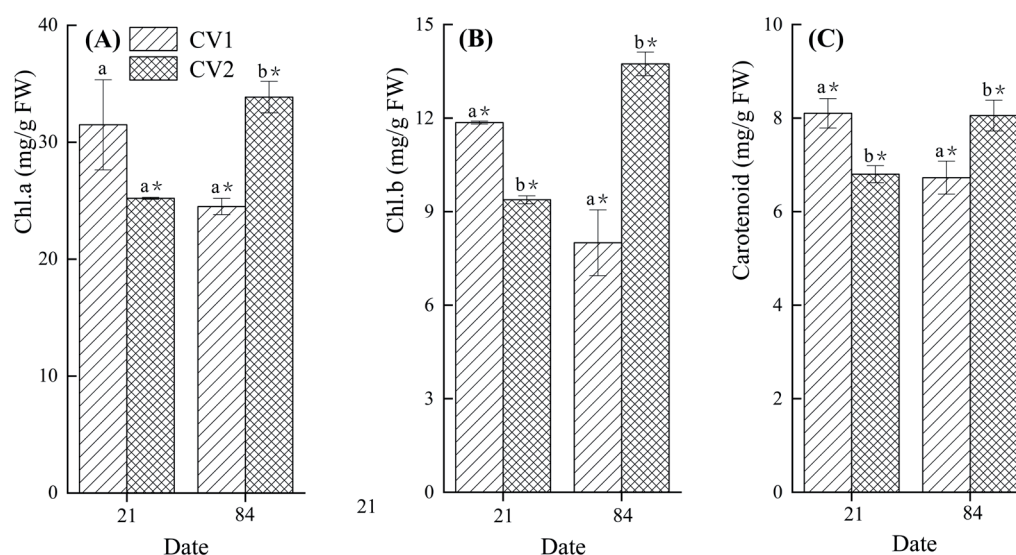 (A)
CV1
CV2
Chl.a (mg/g FW)
40
30
20
10
0
a
a*
a*
b*
21
84
Date
21
(B)
Chl.b (mg/g FW)
15
12
9
6
3
0
a*
b*
a*
b*
21
84
Date
(C)
Carotenoid (mg/g FW)
10
8
6
4
2
0
a*
b*
a*
b*
21
84
Date